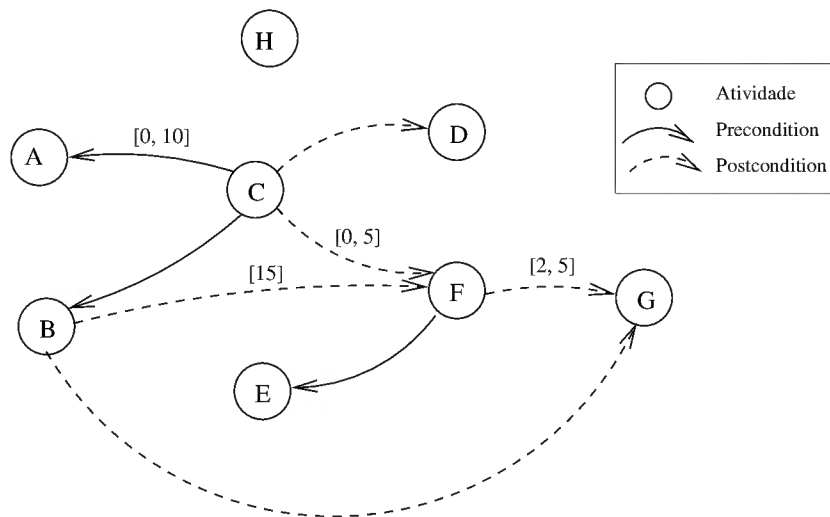 H
Atividade
Precondition
Postcondition
[0, 10]
D
A
C
[0, 5]
[15]
[2, 5]
F
G
B
E